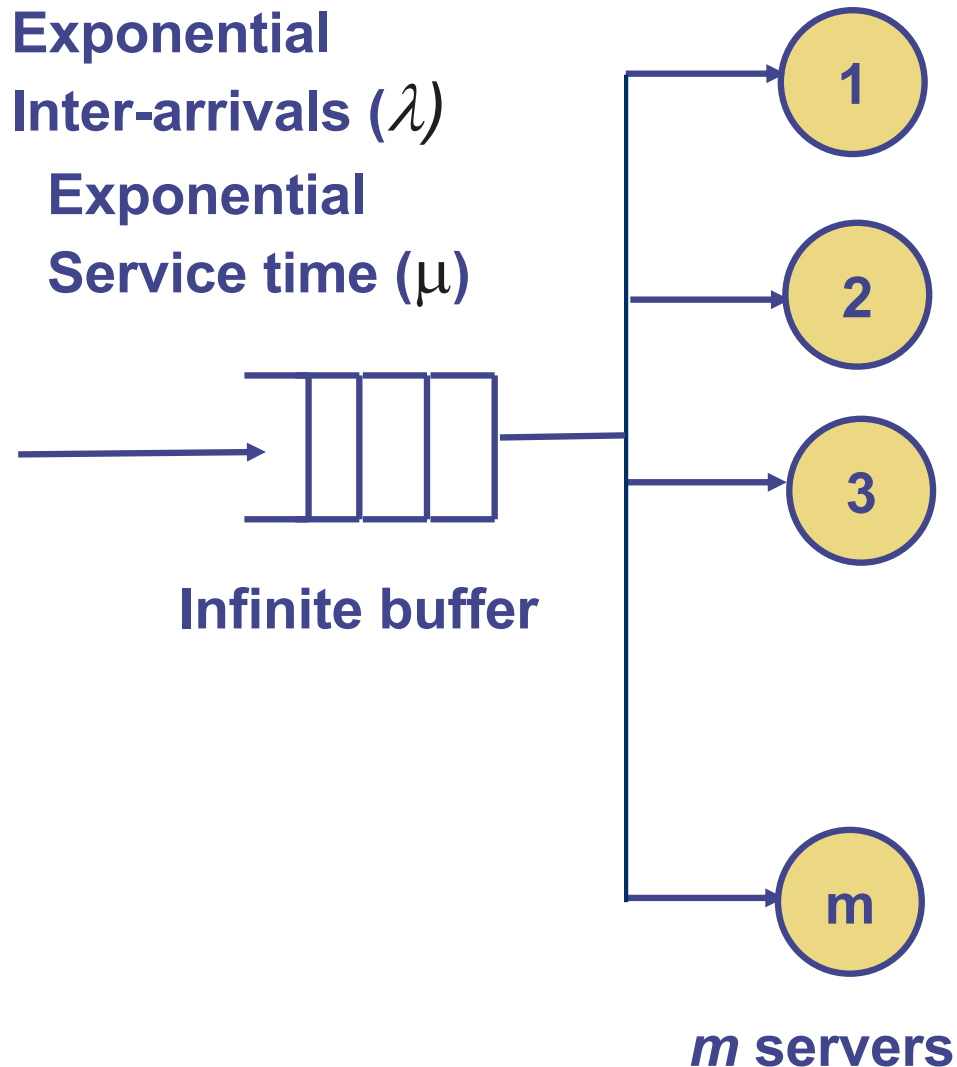 Exponential
Inter-arrivals (λ)
Exponential
Service time (μ)
1
2
3
Infinite buffer
m
m servers